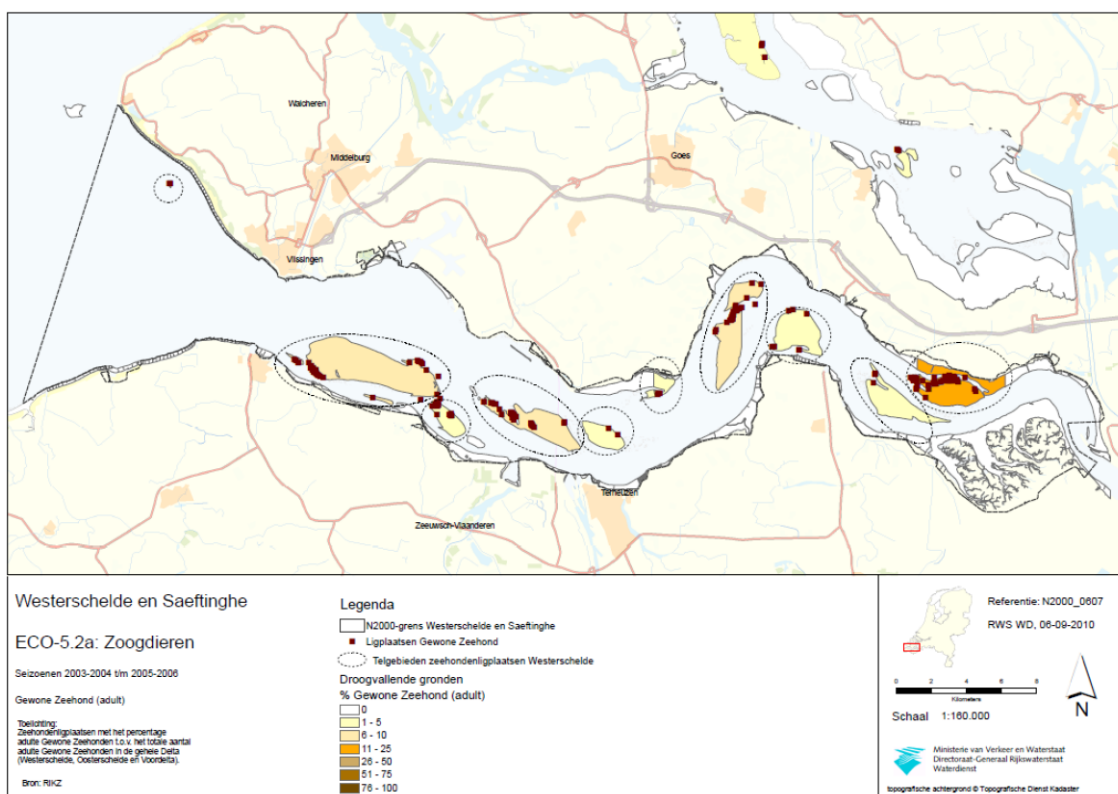 Walcheren
Middelburg
Goes
Vlissingen
Terneuzen
Zeeuwsch-Vlaanderen
Westerschelde en Saeftinghe
ECO-5.2a: Zoogdieren
Seizoenen 2003-2004 t/m 2005-2006
Gewone Zeehond (adult)
Toelichting:
Zeehondenligplaatsen met het percentage
adulte Gewone Zeehonden t.o.v. het totale aantal
adulte Gewone Zeehonden in de gehele Delta
(Westerschelde, Oosterschelde en Voordelta).
Bron: RIKZ
Legenda
N2000-grens Westerschelde en Saeftinghe
Ligplaatsen Gewone Zeehond
Telgebieden zeehondenligplaatsen Westerschelde
Droogvallende gronden
% Gewone Zeehond (adult)
0
1 - 5
6 - 10
11 - 25
26 - 50
51 - 75
76 - 100
Referentie: N2000_0607
RWS WD, 06-09-2010
0 2 4 6 8
Kilometers
N
Schaal 1:160.000
Ministerie van Verkeer en Waterstaat
Directoraat-Generaal Rijkswaterstaat
Waterdienst
topografische achtergrond © Topografische Dienst Kadaster